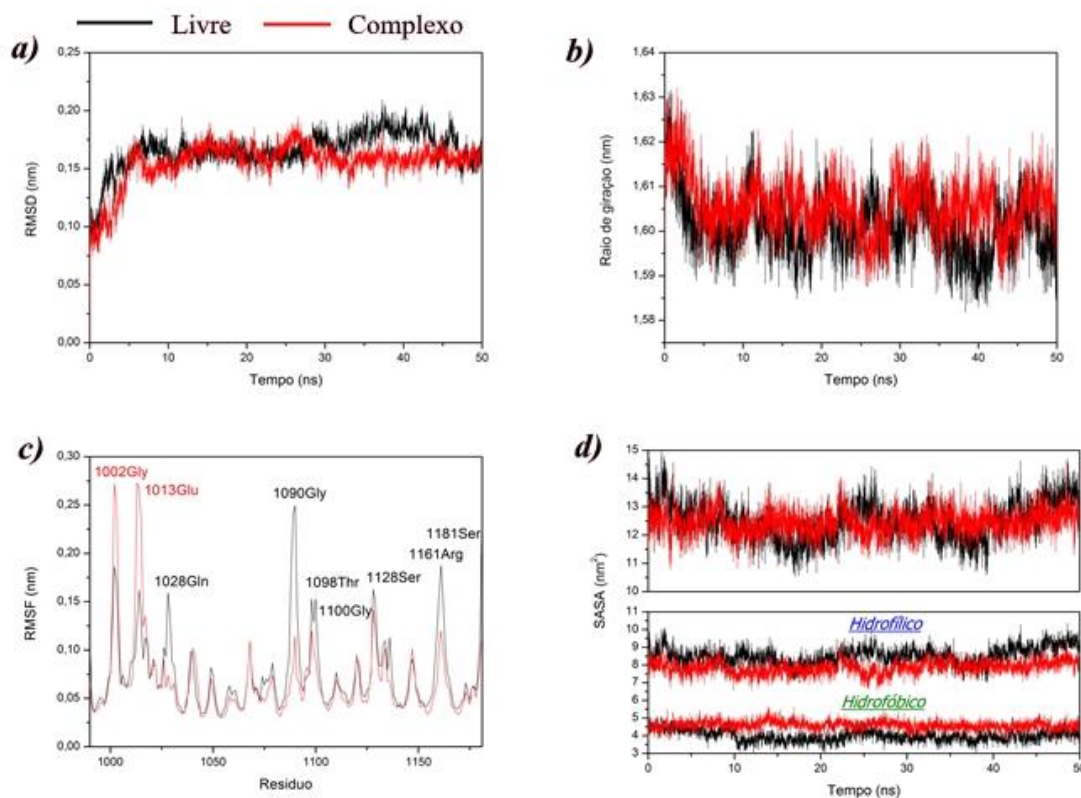 Livre Complexo
a)
0,25
0,20
0,15
0,10
0,05
0,00
RMSD (nm)
0 10 20 30 40 50
Tempo (ns)
b)
1,64
1,63
1,62
1,61
1,60
1,59
1,58
Raio de giração (nm)
0 10 20 30 40 50
Tempo (ns)
c)
0,30
0,25
0,20
0,15
0,10
0,05
0,00
RMSF (nm)
1002Gly
1013Glu
1028Gln
1090Gly
1098Thr
1100Gly
1128Ser
1181Ser
1161Arg
1000 1050 1100 1150
Residuo
d)
15
14
13
12
11
10
SASA (nm²)
11
10
9
8
7
6
5
4
3
Hidrofílico
Hidrofóbico
0 10 20 30 40 50
Tempo (ns)